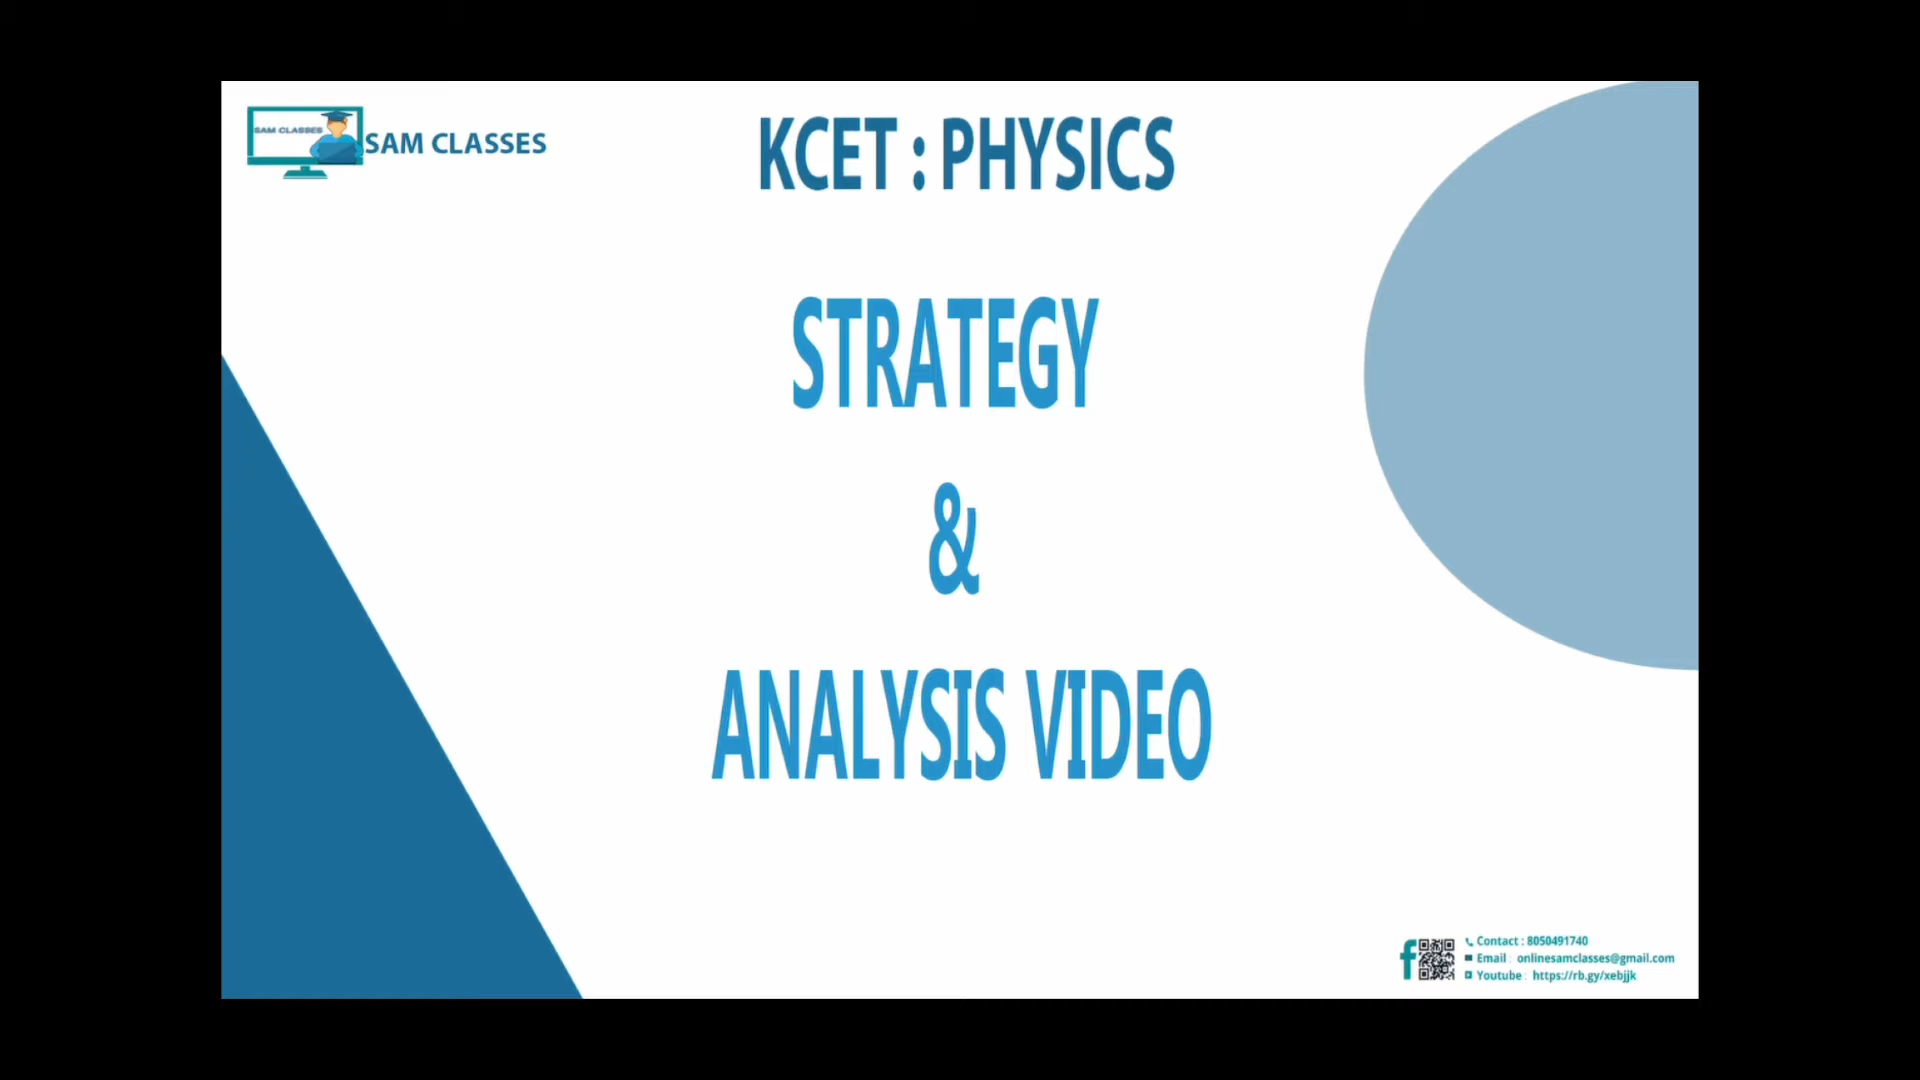 SAM CLASSES
SAM CLASSES
KCET : PHYSICS
STRATEGY
&
ANALYSIS VIDEO
f
Contact : 8050491740
Email : onlinesamclasses@gmail.com
Youtube : https://rb.gy/xebjjk